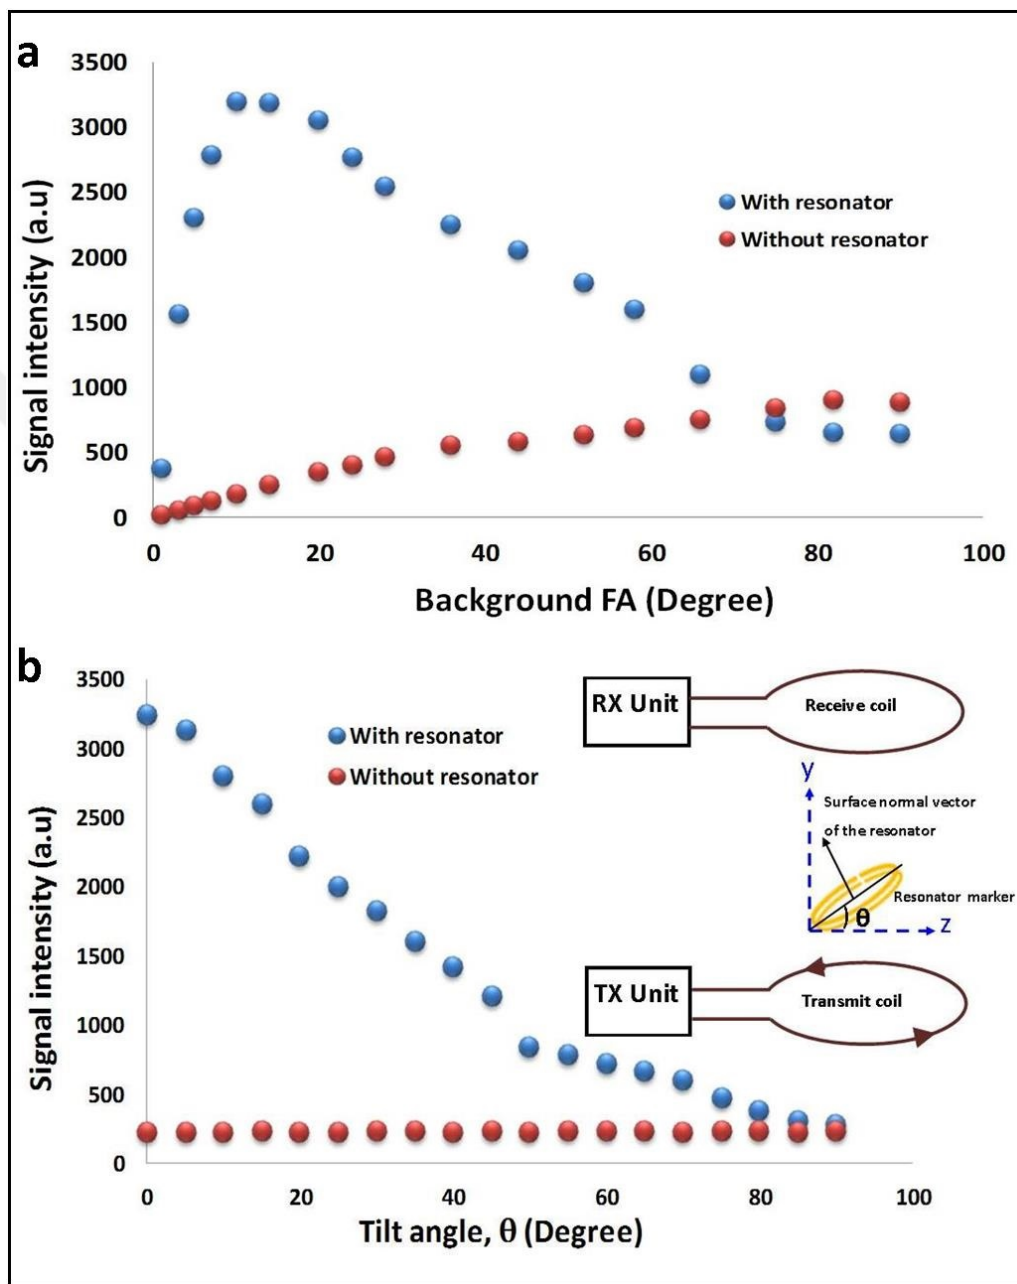 a
3500
3000
2500
2000
1500
1000
500
0
Signal intensity (a.u)
With resonator
Without resonator
0 20 40 60 80 100
Background FA (Degree)
b
3500
3000
2500
2000
1500
1000
500
0
Signal intensity (a.u)
With resonator
Without resonator
RX Unit
Receive coil
y
Surface normal vector
of the resonator
Resonator marker
θ
z
TX Unit
Transmit coil
0 20 40 60 80 100
Tilt angle, θ (Degree)